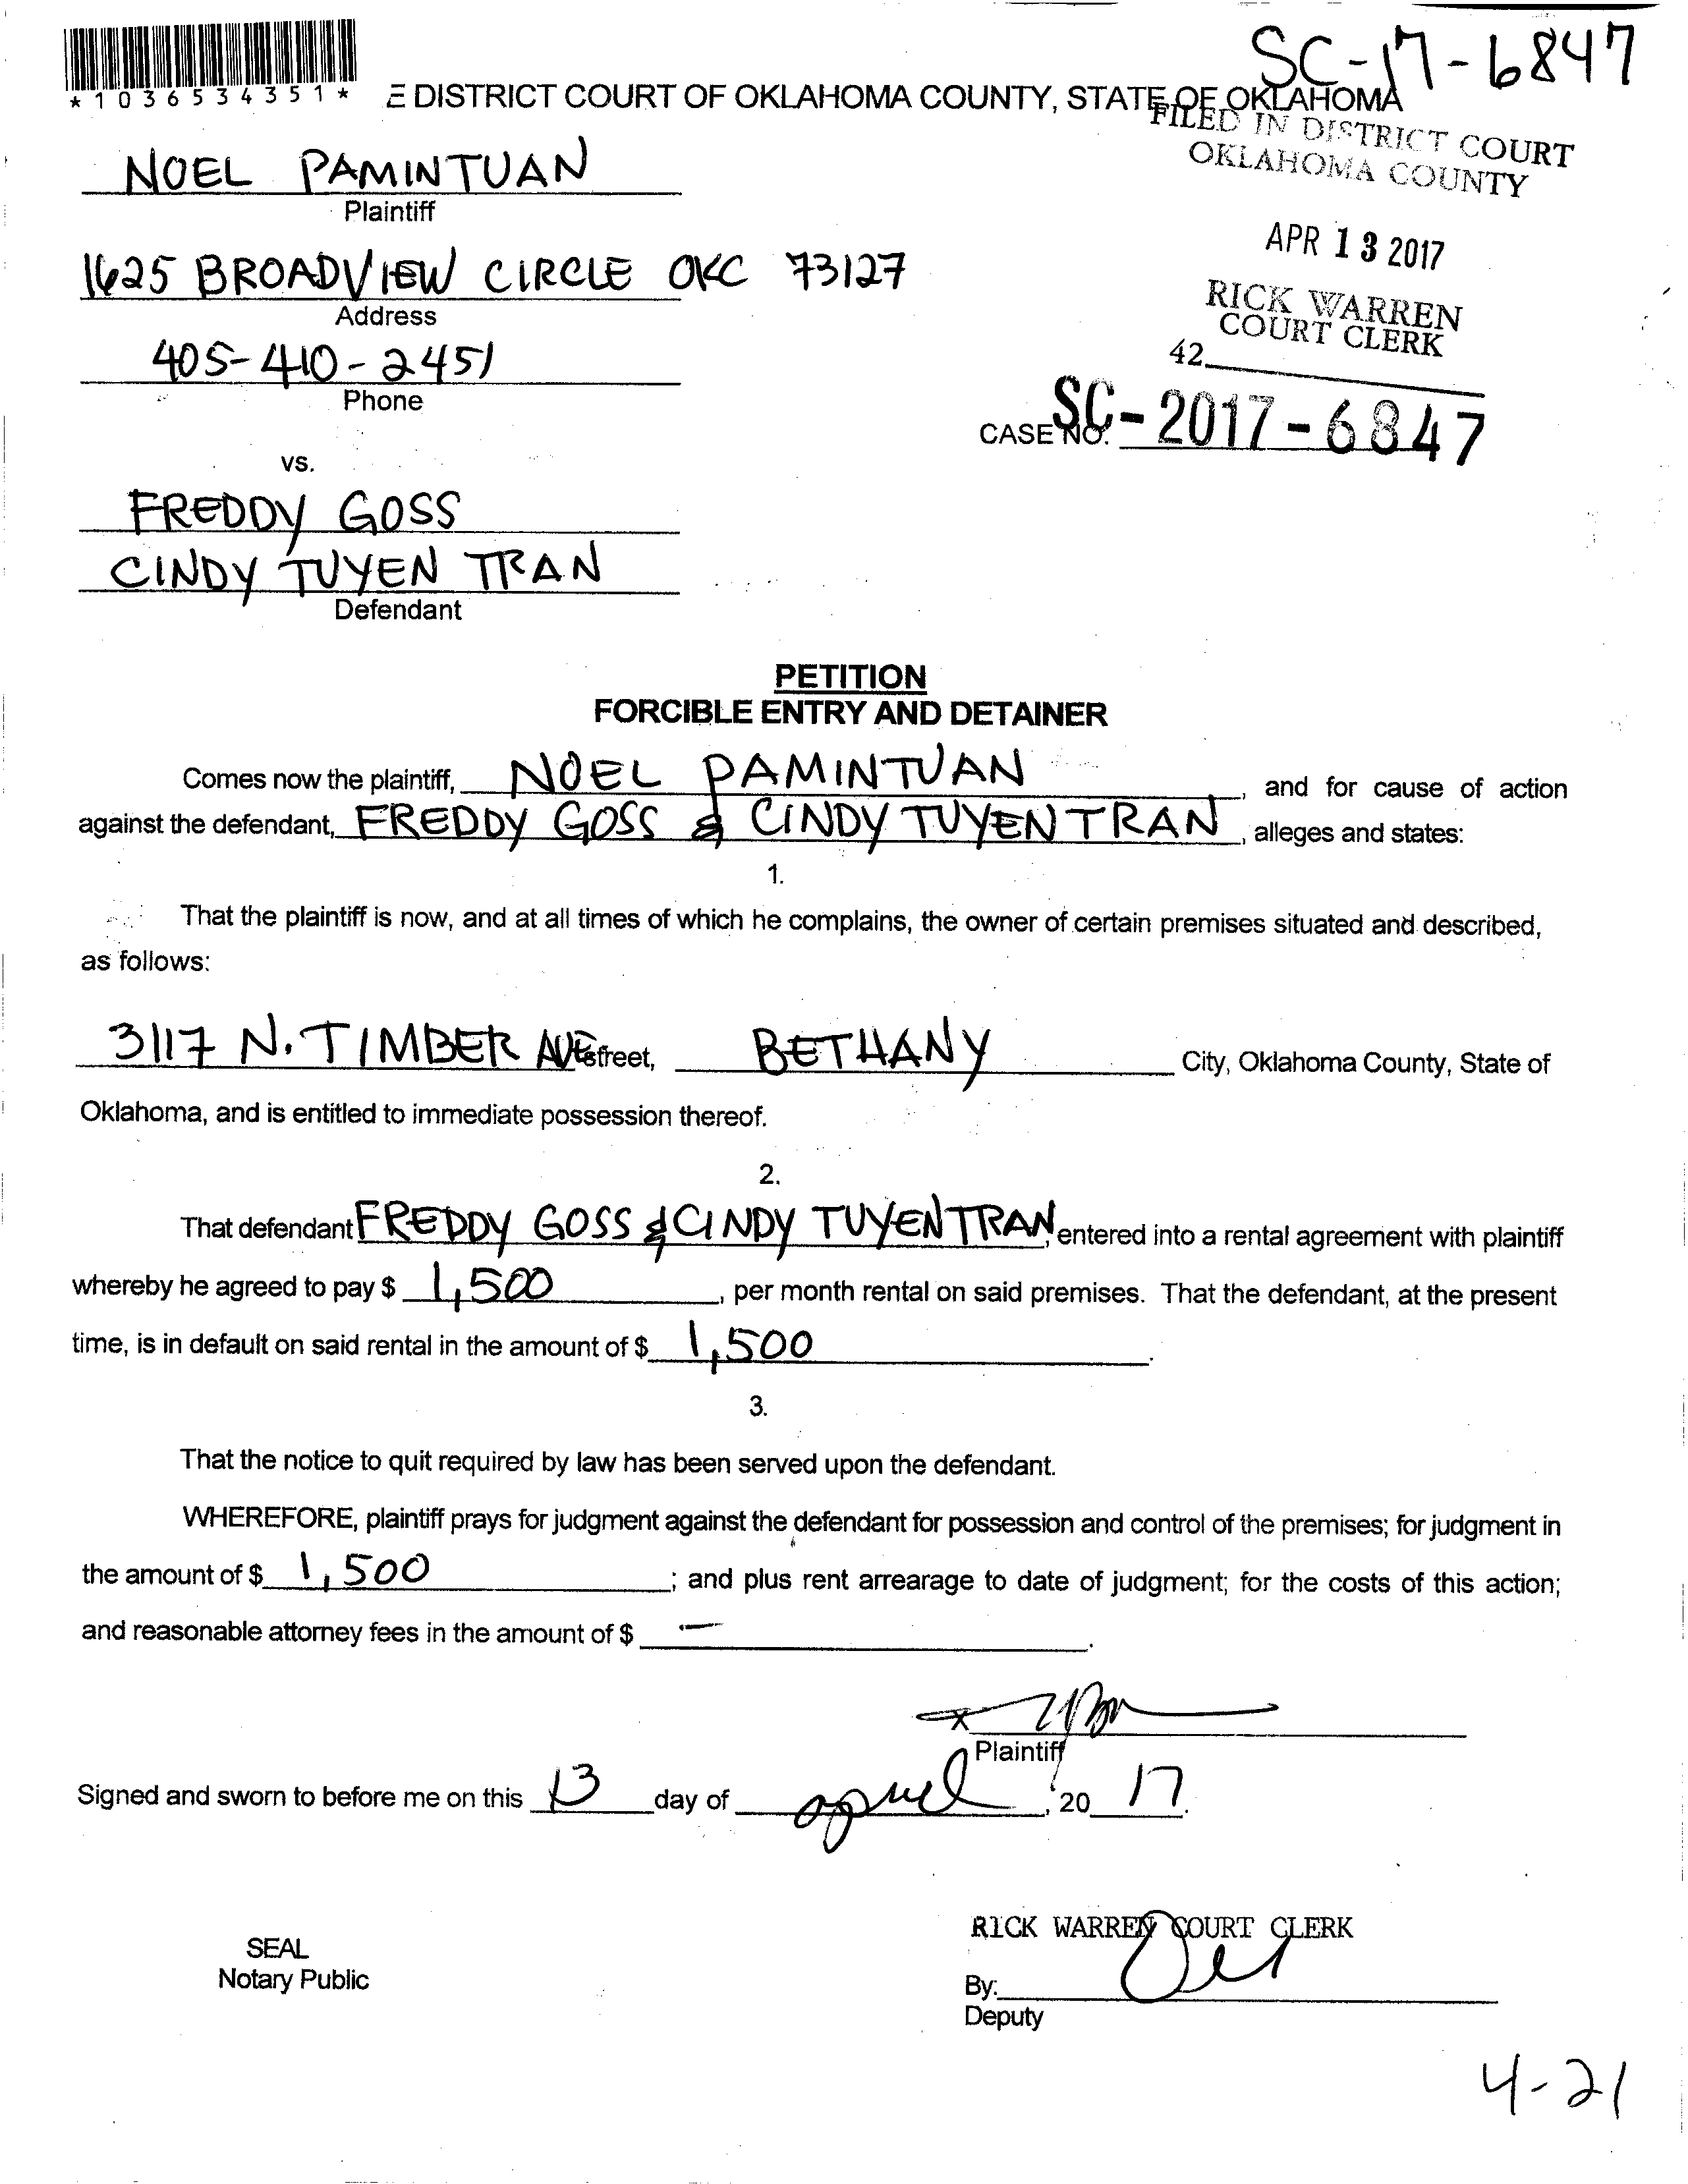 SC-17-6847
*1036534351*
E DISTRICT COURT OF OKLAHOMA COUNTY, STATE OF OKLAHOMA
FILED IN DISTRICT COURT
OKLAHOMA COUNTY
NOEL PAMINTUAN
Plaintiff
APR 13 2017
1625 BROADVIEW CIRCLE OKC 73127
Address
RICK WARREN
COURT CLERK
42
405-410-2451
Phone
CASE NO. SC-2017-6847
vs.
FREDDY GOSS
CINDY TUYEN TRAN
Defendant
PETITION
FORCIBLE ENTRY AND DETAINER
Comes now the plaintiff, NOEL PAMINTUAN, and for cause of action
against the defendant, FREDDY GOSS & CINDY TUYEN TRAN, alleges and states:
1.
That the plaintiff is now, and at all times of which he complains, the owner of certain premises situated and described,
as follows:
3117 N. TIMBER AVE street, BETHANY City, Oklahoma County, State of
Oklahoma, and is entitled to immediate possession thereof.
2.
That defendant FREDDY GOSS & CINDY TUYEN TRAN, entered into a rental agreement with plaintiff
whereby he agreed to pay $ 1,500, per month rental on said premises. That the defendant, at the present
time, is in default on said rental in the amount of $ 1,500.
3.
That the notice to quit required by law has been served upon the defendant.
WHEREFORE, plaintiff prays for judgment against the defendant for possession and control of the premises; for judgment in
the amount of $ 1,500; and plus rent arrearage to date of judgment; for the costs of this action;
and reasonable attorney fees in the amount of $ —.
x
Plaintiff
Signed and sworn to before me on this 13 day of april, 20 17.
RICK WARREN COURT CLERK
SEAL
Notary Public
By:
Deputy
4-21